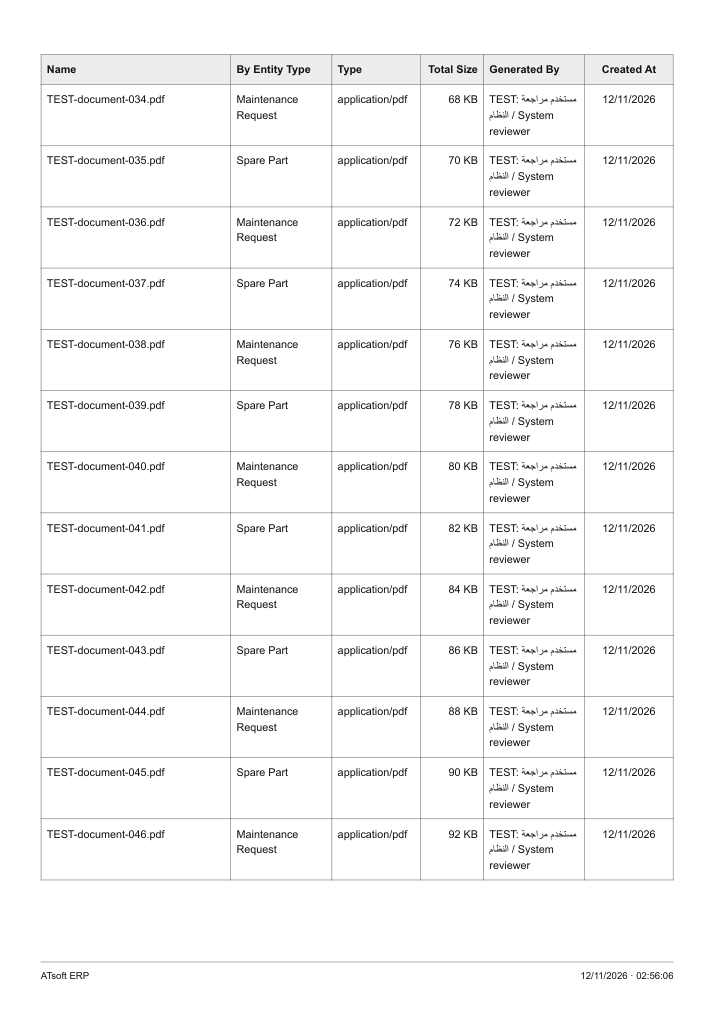 Name By Entity Type Type Total Size Generated By Created At
TEST-document-034.pdf Maintenance application/pdf 68 KB TEST: مستخدم مراجعة 12/11/2026
Request النظام / System
reviewer
TEST-document-035.pdf Spare Part application/pdf 70 KB TEST: مستخدم مراجعة 12/11/2026
النظام / System
reviewer
TEST-document-036.pdf Maintenance application/pdf 72 KB TEST: مستخدم مراجعة 12/11/2026
Request النظام / System
reviewer
TEST-document-037.pdf Spare Part application/pdf 74 KB TEST: مستخدم مراجعة 12/11/2026
النظام / System
reviewer
TEST-document-038.pdf Maintenance application/pdf 76 KB TEST: مستخدم مراجعة 12/11/2026
Request النظام / System
reviewer
TEST-document-039.pdf Spare Part application/pdf 78 KB TEST: مستخدم مراجعة 12/11/2026
النظام / System
reviewer
TEST-document-040.pdf Maintenance application/pdf 80 KB TEST: مستخدم مراجعة 12/11/2026
Request النظام / System
reviewer
TEST-document-041.pdf Spare Part application/pdf 82 KB TEST: مستخدم مراجعة 12/11/2026
النظام / System
reviewer
TEST-document-042.pdf Maintenance application/pdf 84 KB TEST: مستخدم مراجعة 12/11/2026
Request النظام / System
reviewer
TEST-document-043.pdf Spare Part application/pdf 86 KB TEST: مستخدم مراجعة 12/11/2026
النظام / System
reviewer
TEST-document-044.pdf Maintenance application/pdf 88 KB TEST: مستخدم مراجعة 12/11/2026
Request النظام / System
reviewer
TEST-document-045.pdf Spare Part application/pdf 90 KB TEST: مستخدم مراجعة 12/11/2026
النظام / System
reviewer
TEST-document-046.pdf Maintenance application/pdf 92 KB TEST: مستخدم مراجعة 12/11/2026
Request النظام / System
reviewer
ATsoft ERP 12/11/2026 · 02:56:06